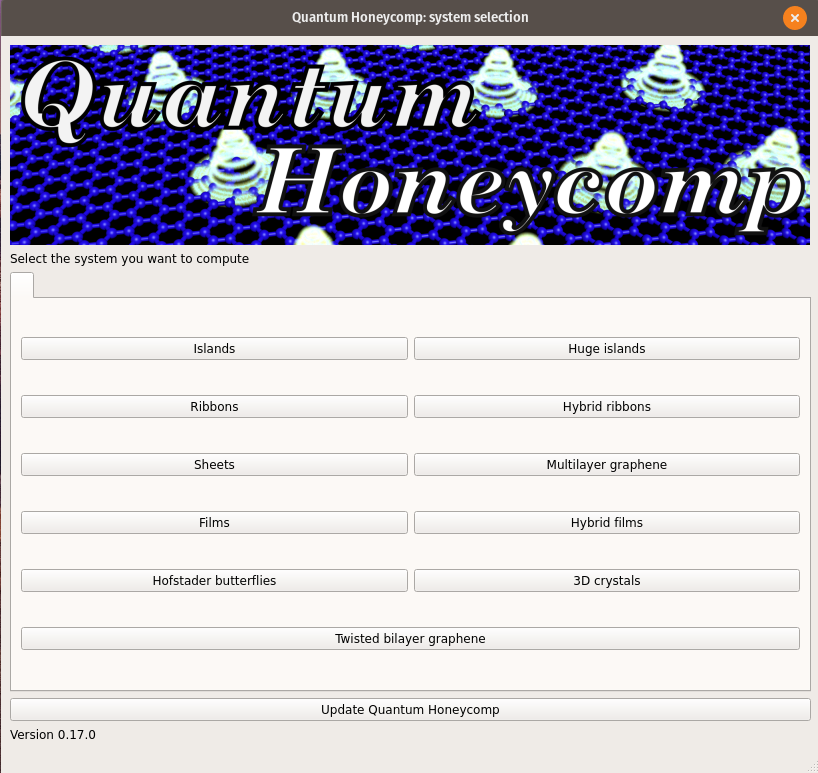 Quantum Honeycomp: system selection
Quantum
Honeycomp
Select the system you want to compute
Islands
Huge islands
Ribbons
Hybrid ribbons
Sheets
Multilayer graphene
Films
Hybrid films
Hofstader butterflies
3D crystals
Twisted bilayer graphene
Update Quantum Honeycomp
Version 0.17.0